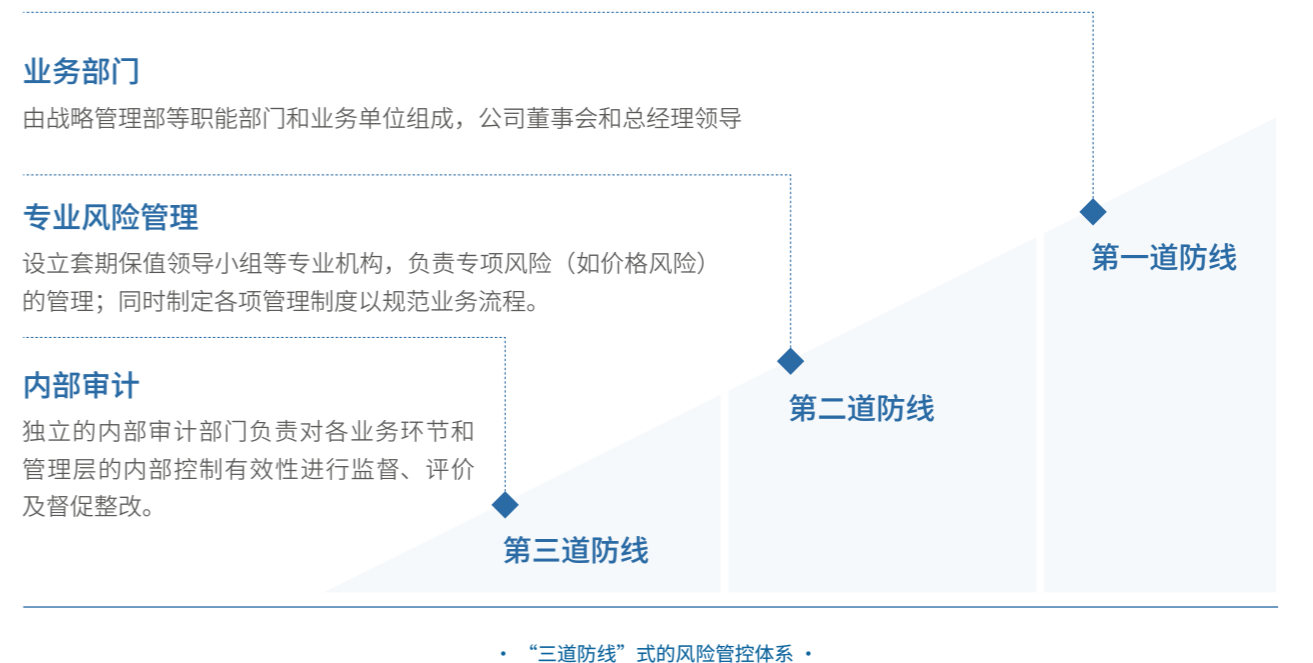 业务部门
由战略管理部等职能部门和业务单位组成，公司董事会和总经理领导
第一道防线
专业风险管理
设立套期保值领导小组等专业机构，负责专项风险（如价格风险）
的管理；同时制定各项管理制度以规范业务流程。
第二道防线
内部审计
独立的内部审计部门负责对各业务环节和
管理层的内部控制有效性进行监督、评价
及督促整改。
第三道防线
• “三道防线”式的风险管控体系 •